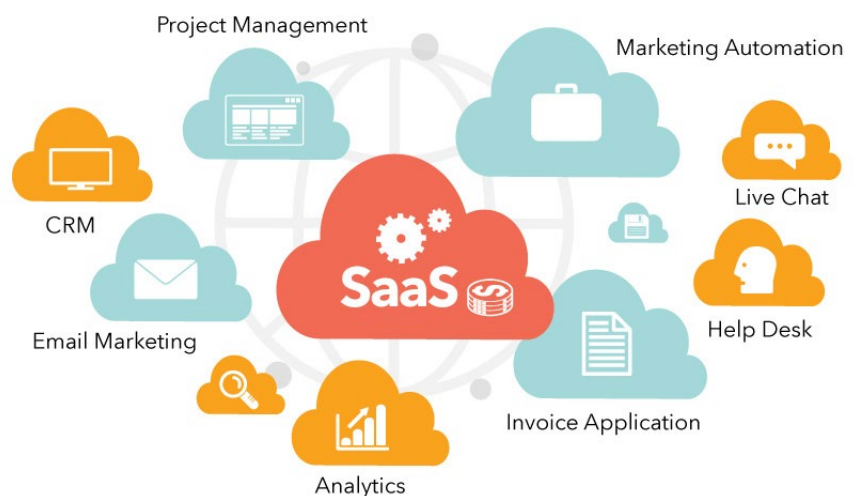 Project Management
Marketing Automation
CRM
Live Chat
SaaS
Email Marketing
Help Desk
Invoice Application
Analytics